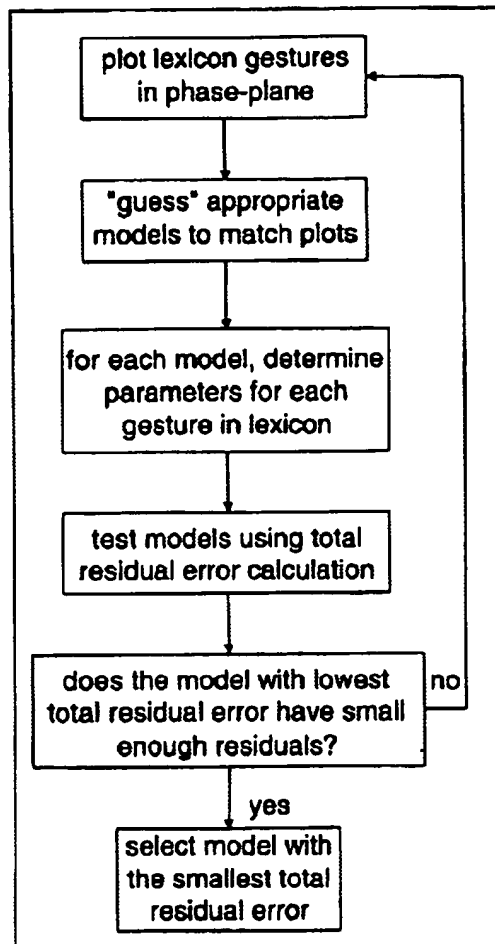 plot lexicon gestures
in phase-plane
"guess" appropriate
models to match plots
for each model, determine
parameters for each
gesture in lexicon
test models using total
residual error calculation
does the model with lowest
total residual error have small
enough residuals?
no
yes
select model with
the smallest total
residual error